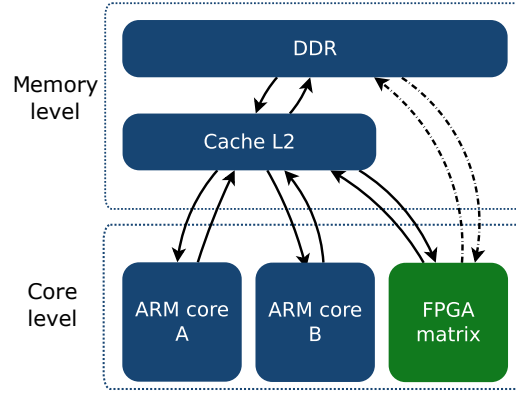 DDR
Memory
level
Cache L2
Core
level
ARM core
A
ARM core
B
FPGA
matrix